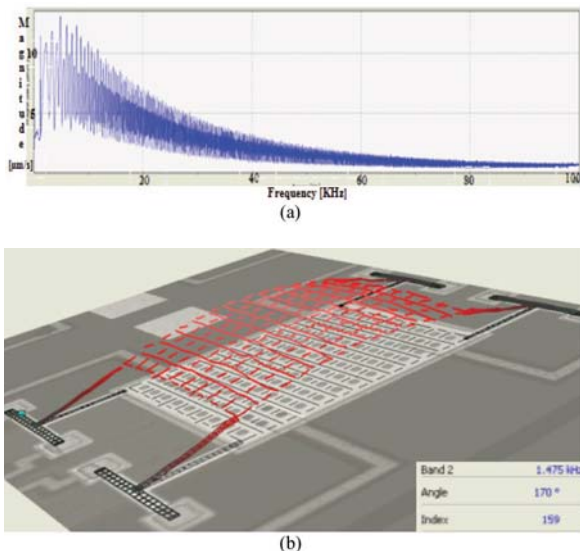 Magnitude
[um/s]
10
5
20
40
60
80
100
Frequency [KHz]
(a)
Band 2 1.475 kHz
Angle 170 °
Index 159
(b)